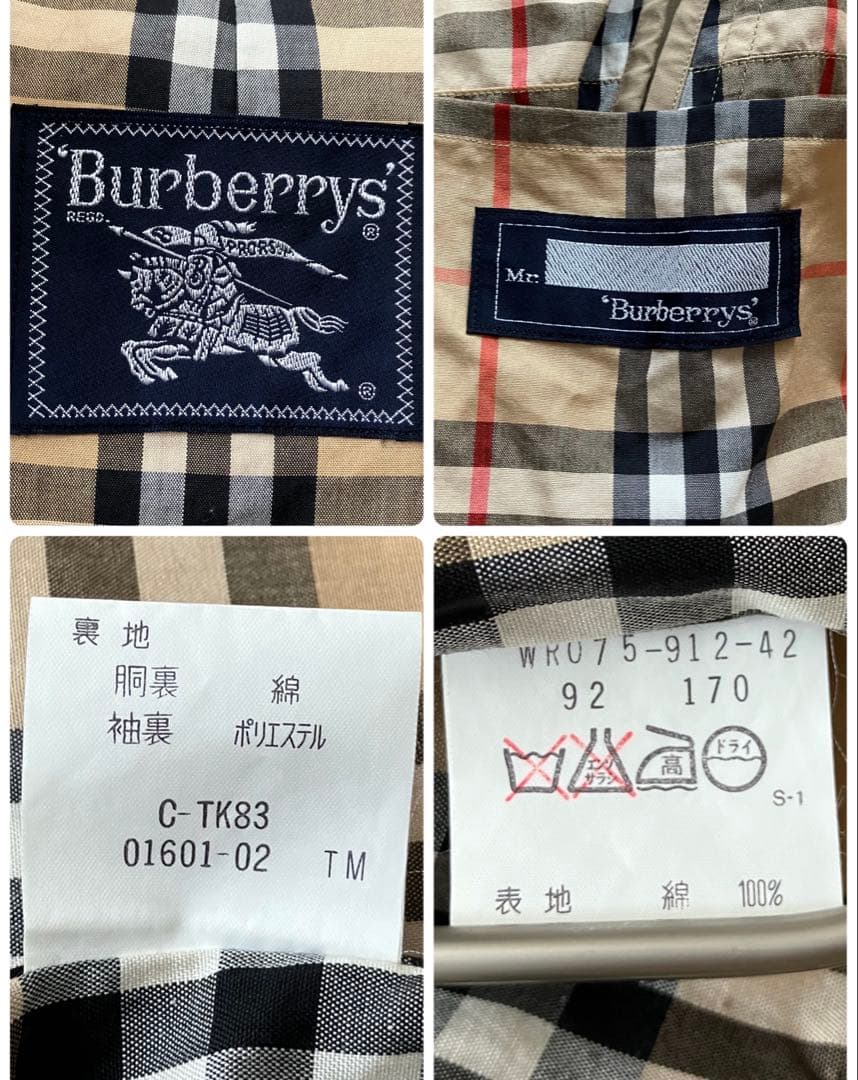 'Burberrys'®
REGD.
PRORSUM
®
Mr.
'Burberrys'®
裏地
胴裏 綿
袖裏 ポリエステル
C-TK83
01601-02 TM
WR075-912-42
92 170
エンソ
サラシ
高
ドライ
S-1
表地 綿 100%